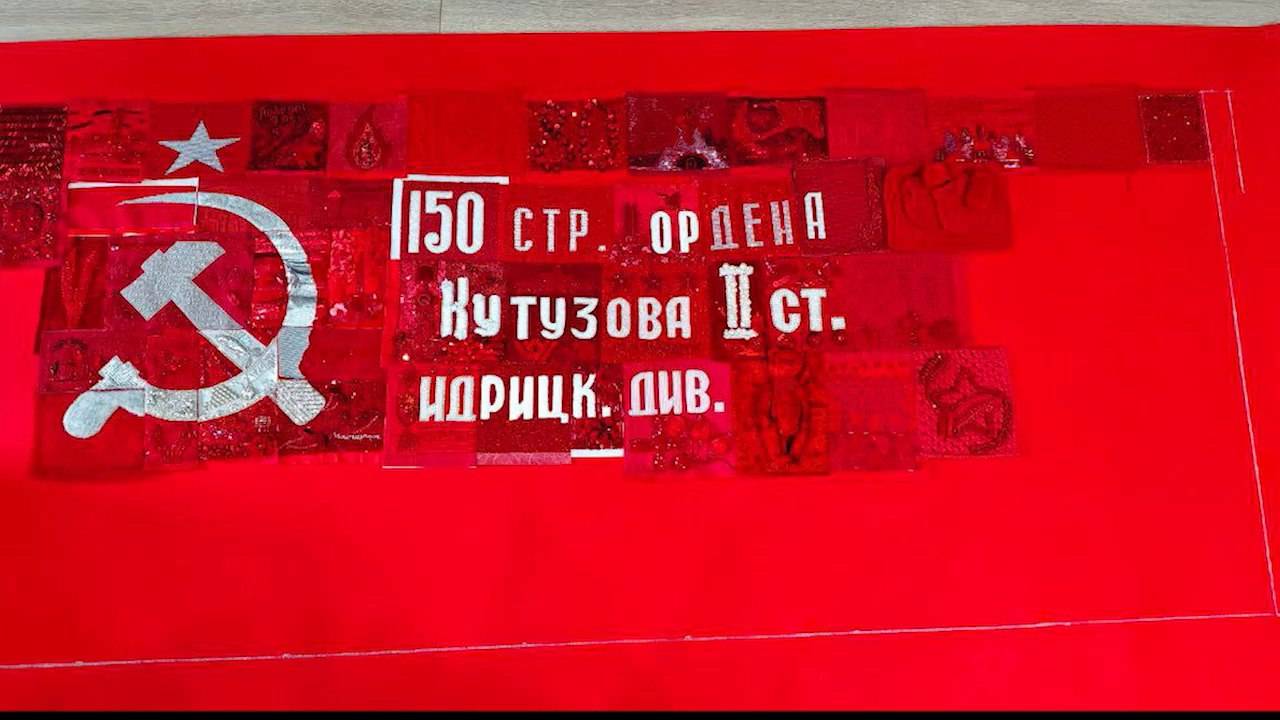 150 СТР. ОРДЕНА
КУТУЗОВА II СТ.
ИДРИЦК. ДИВ.